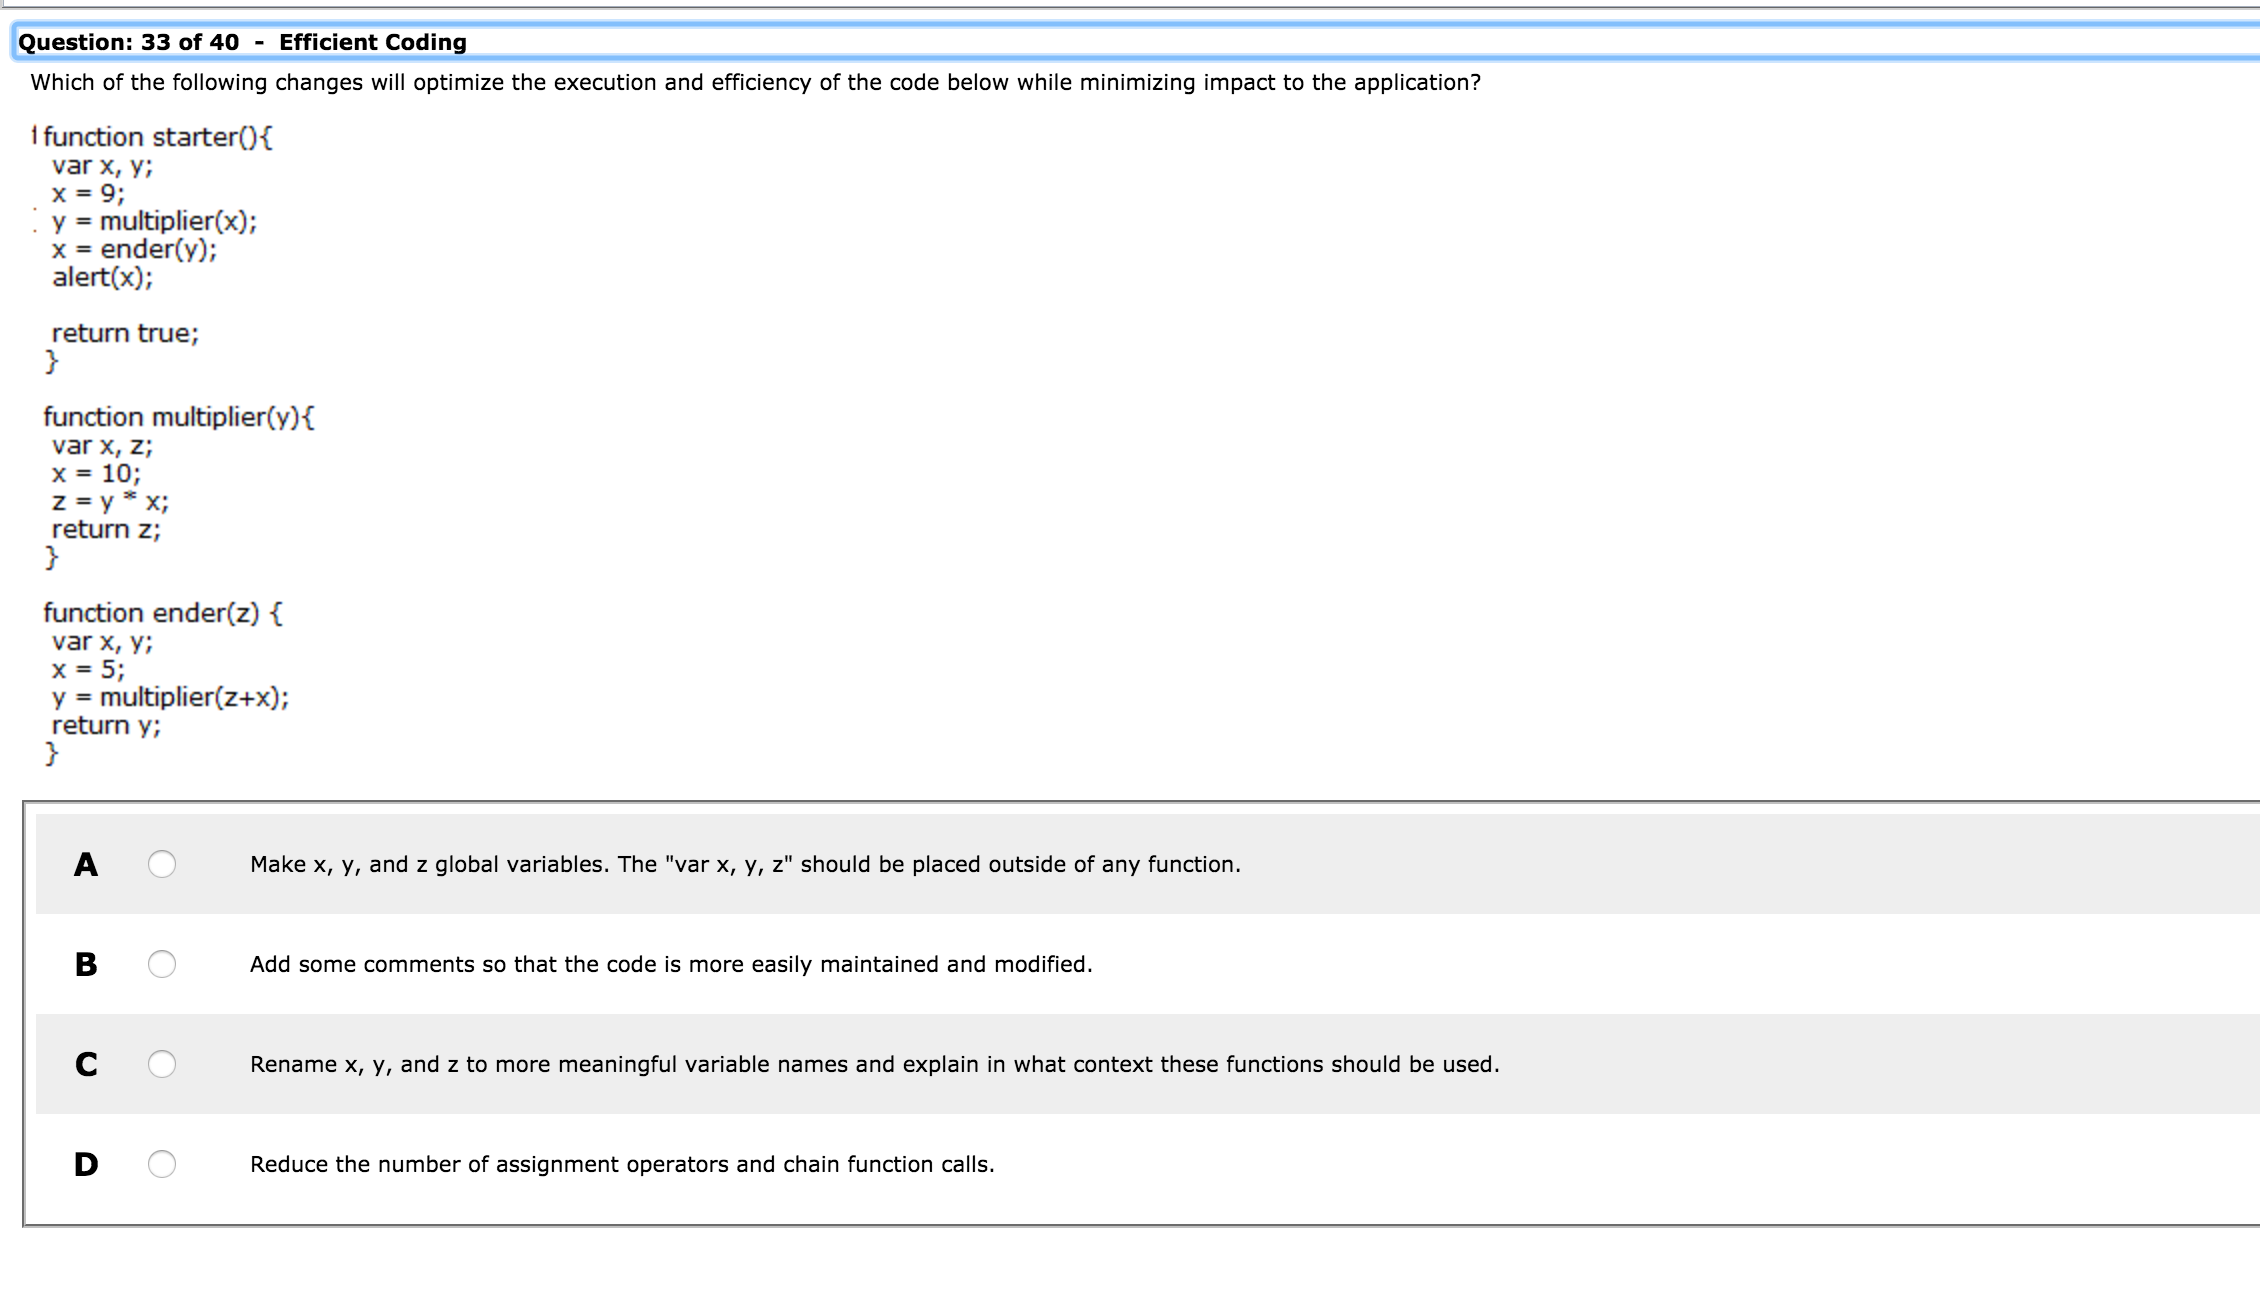 Question: 33 of 40 - Efficient Coding
Which of the following changes will optimize the execution and efficiency of the code below while minimizing impact to the application?
function starter(){
var x, y;
x = 9;
y = multiplier(x);
x = ender(y);
alert(x);
return true;
}
function multiplier(y){
var x, z;
x = 10;
z = y * x;
return z;
}
function ender(z) {
var x, y;
x = 5;
y = multiplier(z+x);
return y;
}
A Make x, y, and z global variables. The "var x, y, z" should be placed outside of any function.
B Add some comments so that the code is more easily maintained and modified.
C Rename x, y, and z to more meaningful variable names and explain in what context these functions should be used.
D Reduce the number of assignment operators and chain function calls.